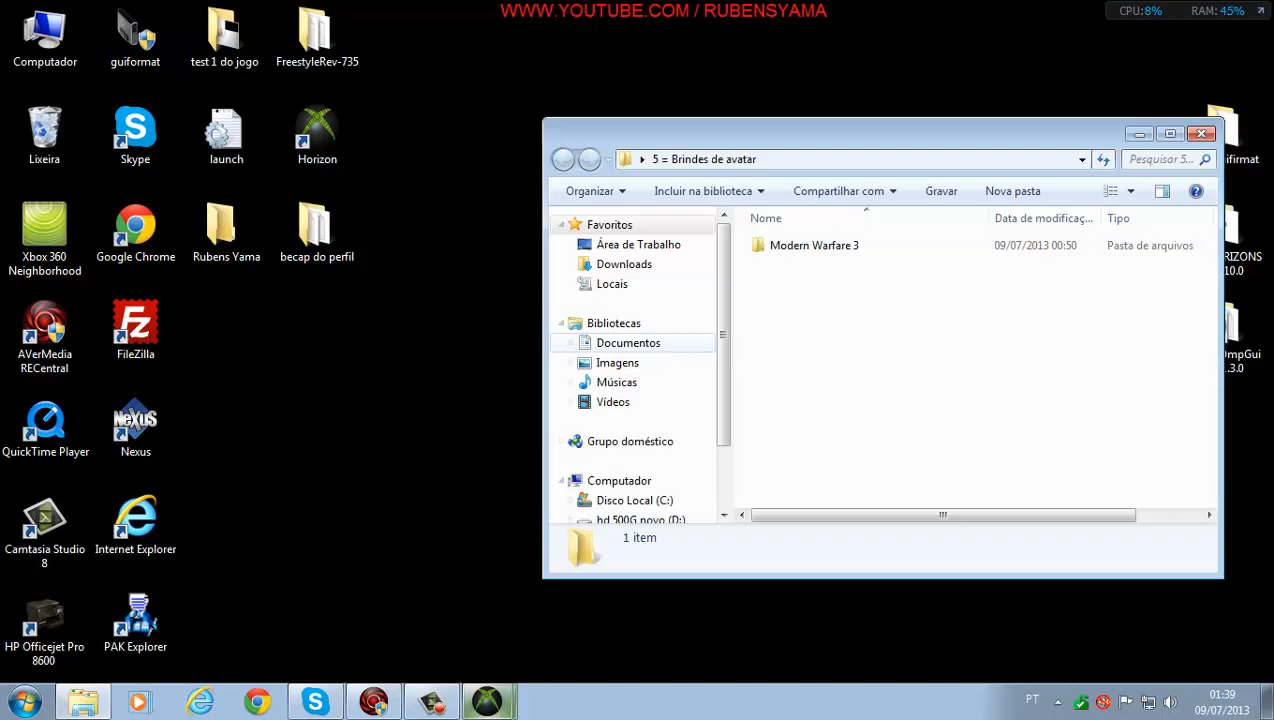 WWW.YOUTUBE.COM / RUBENSYAMA
CPU:8% RAM: 45%
Computador
guiformat
test 1 do jogo
FreestyleRev-735
Lixeira
Skype
launch
Horizon
Xbox 360
Neighborhood
Google Chrome
Rubens Yama
becap do perfil
AVerMedia
RECentral
FileZilla
QuickTime Player
Nexus
Camtasia Studio
8
Internet Explorer
HP Officejet Pro
8600
PAK Explorer
5 = Brindes de avatar
Pesquisar 5...
Organizar
Incluir na biblioteca
Compartilhar com
Gravar
Nova pasta
Nome
Data de modificaç...
Tipo
Modern Warfare 3
09/07/2013 00:50
Pasta de arquivos
Favoritos
Área de Trabalho
Downloads
Locais
Bibliotecas
Documentos
Imagens
Músicas
Vídeos
Grupo doméstico
Computador
Disco Local (C:)
hd 500G novo (D:)
1 item
ifirmat
RIZONS
10.0
OmpGui
.3.0
PT
01:39
09/07/2013